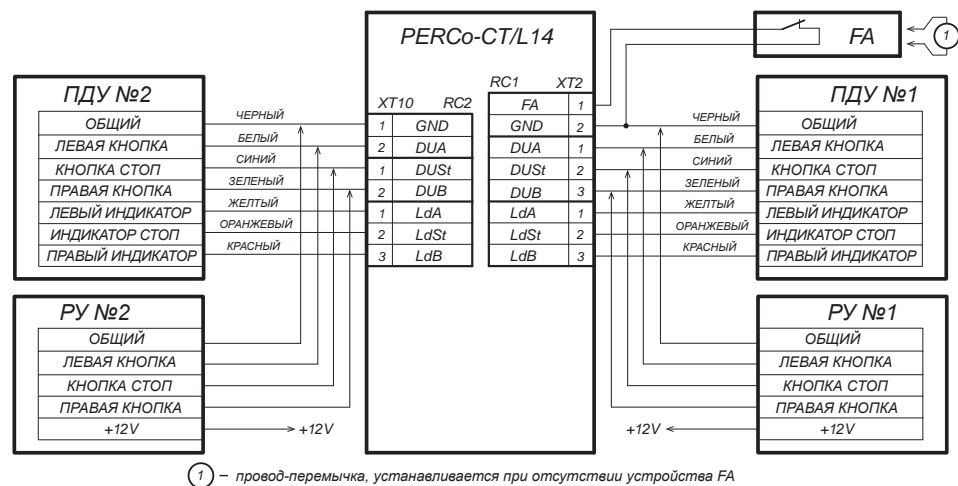 PERCo-CT/L14
FA
1
ПДУ №2
ОБЩИЙ
ЛЕВАЯ КНОПКА
КНОПКА СТОП
ПРАВАЯ КНОПКА
ЛЕВЫЙ ИНДИКАТОР
ИНДИКАТОР СТОП
ПРАВЫЙ ИНДИКАТОР
ЧЕРНЫЙ
БЕЛЫЙ
СИНИЙ
ЗЕЛЕНЫЙ
ЖЕЛТЫЙ
ОРАНЖЕВЫЙ
КРАСНЫЙ
XT10 RC2
1 GND
2 DUA
1 DUSt
2 DUB
1 LdA
2 LdSt
3 LdB
RC1 XT2
FA 1
GND 2
DUA 1
DUSt 2
DUB 3
LdA 1
LdSt 2
LdB 3
ЧЕРНЫЙ
БЕЛЫЙ
СИНИЙ
ЗЕЛЕНЫЙ
ЖЕЛТЫЙ
ОРАНЖЕВЫЙ
КРАСНЫЙ
ПДУ №1
ОБЩИЙ
ЛЕВАЯ КНОПКА
КНОПКА СТОП
ПРАВАЯ КНОПКА
ЛЕВЫЙ ИНДИКАТОР
ИНДИКАТОР СТОП
ПРАВЫЙ ИНДИКАТОР
РУ №2
ОБЩИЙ
ЛЕВАЯ КНОПКА
КНОПКА СТОП
ПРАВАЯ КНОПКА
+12V
+12V
РУ №1
ОБЩИЙ
ЛЕВАЯ КНОПКА
КНОПКА СТОП
ПРАВАЯ КНОПКА
+12V
+12V
1 – провод-перемычка, устанавливается при отсутствии устройства FA